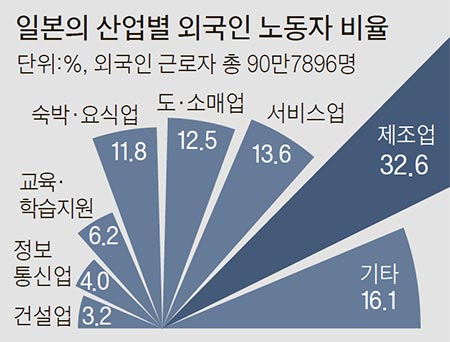 일본의 산업별 외국인 노동자 비율
단위:%, 외국인 근로자 총 90만7896명
숙박·요식업
11.8
도·소매업
12.5
서비스업
13.6
제조업
32.6
교육·
학습지원
6.2
정보
통신업
4.0
건설업
3.2
기타
16.1